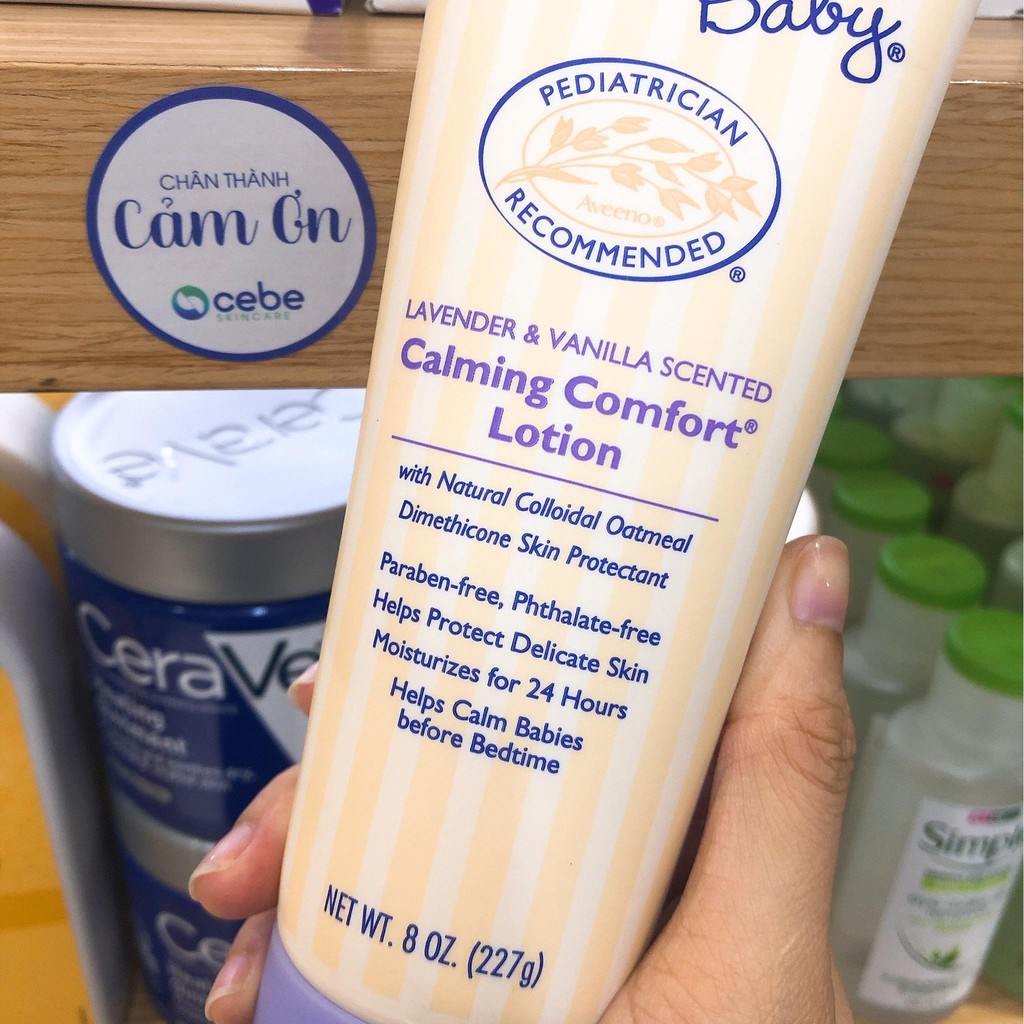 Baby®
PEDIATRICIAN
Aveeno®
RECOMMENDED®
LAVENDER & VANILLA SCENTED
Calming Comfort®
Lotion
with Natural Colloidal Oatmeal
Dimethicone Skin Protectant
Paraben-free, Phthalate-free
Helps Protect Delicate Skin
Moisturizes for 24 Hours
Helps Calm Babies
before Bedtime
NET WT. 8 OZ. (227g)
CHÂN THÀNH
Cảm Ơn
cebe
SKINCARE
CeraVe
CeraVe
Simple